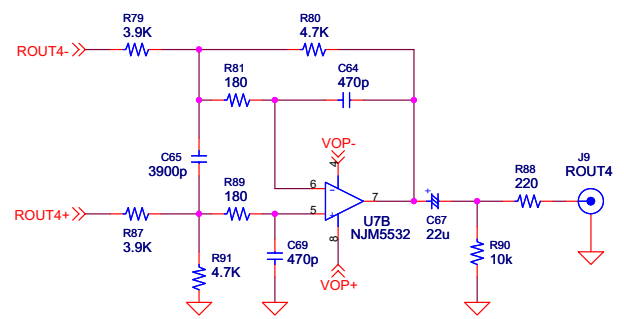 R79
3.9K
R80
4.7K
ROUT4-
R81
180
C64
470p
VOP-
4
C65
3900p
6
7
5
8
U7B
NJM5532
R89
180
ROUT4+
R87
3.9K
R91
4.7K
C69
470p
VOP+
+
C67
22u
R90
10k
R88
220
J9
ROUT4